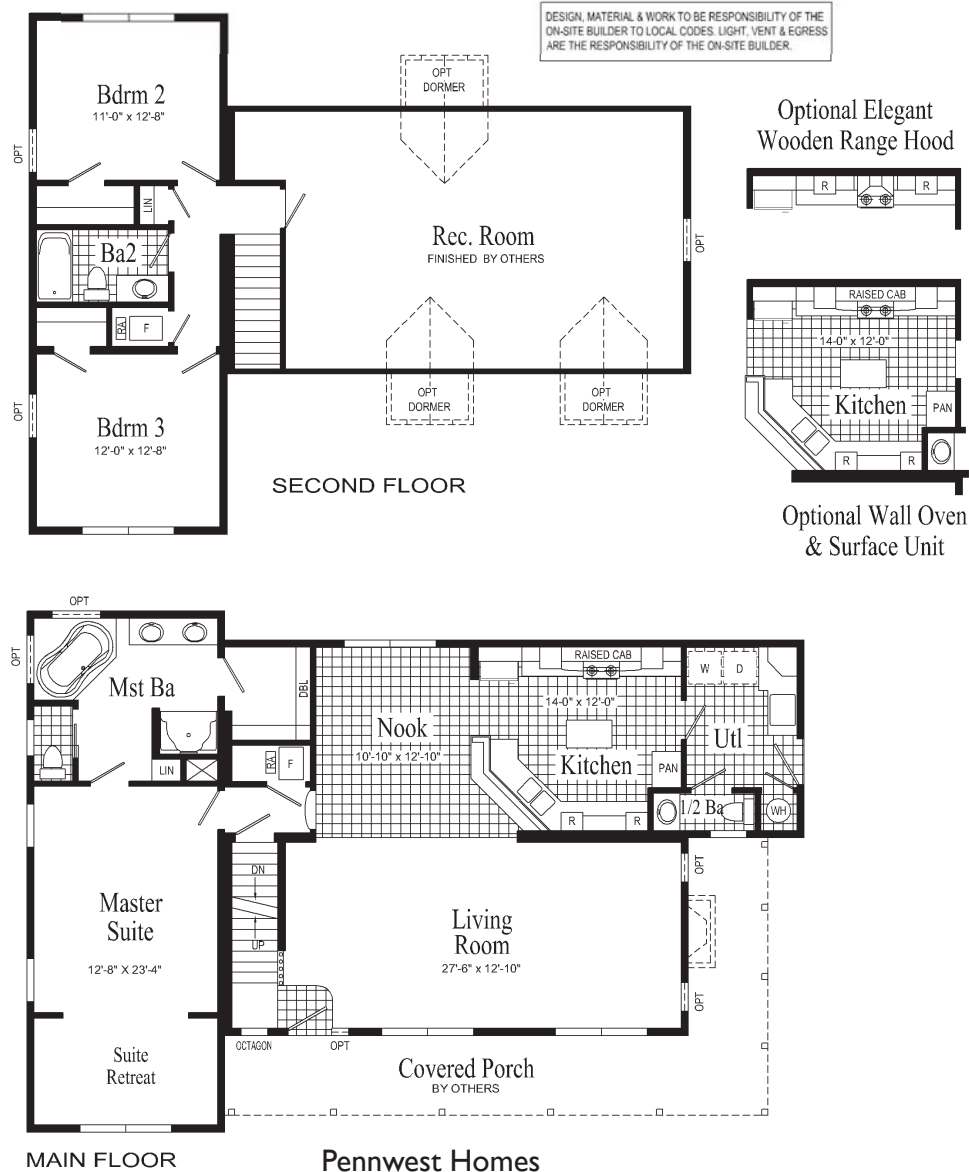 DESIGN, MATERIAL & WORK TO BE RESPONSIBILITY OF THE
ON-SITE BUILDER TO LOCAL CODES. LIGHT, VENT & EGRESS
ARE THE RESPONSIBILITY OF THE ON-SITE BUILDER.
Bdrm 2
11'-0" x 12'-8"
OPT
LIN
Ba2
RA
F
OPT
Bdrm 3
12'-0" x 12'-8"
OPT
DORMER
Rec. Room
FINISHED BY OTHERS
OPT
OPT
DORMER
OPT
DORMER
SECOND FLOOR
Optional Elegant
Wooden Range Hood
R
R
RAISED CAB
14-0" x 12'-0"
Kitchen
PAN
R
R
Optional Wall Oven
& Surface Unit
OPT
OPT
Mst Ba
DBL
LIN
RA
F
Nook
10'-10" x 12'-10"
RAISED CAB
14-0" x 12'-0"
Kitchen
PAN
R
R
W
D
Utl
1/2 Ba
WH
DN
UP
Master
Suite
12'-8" X 23'-4"
Suite
Retreat
Living
Room
27'-6" x 12'-10"
OPT
OPT
OCTAGON
OPT
Covered Porch
BY OTHERS
MAIN FLOOR
Pennwest Homes